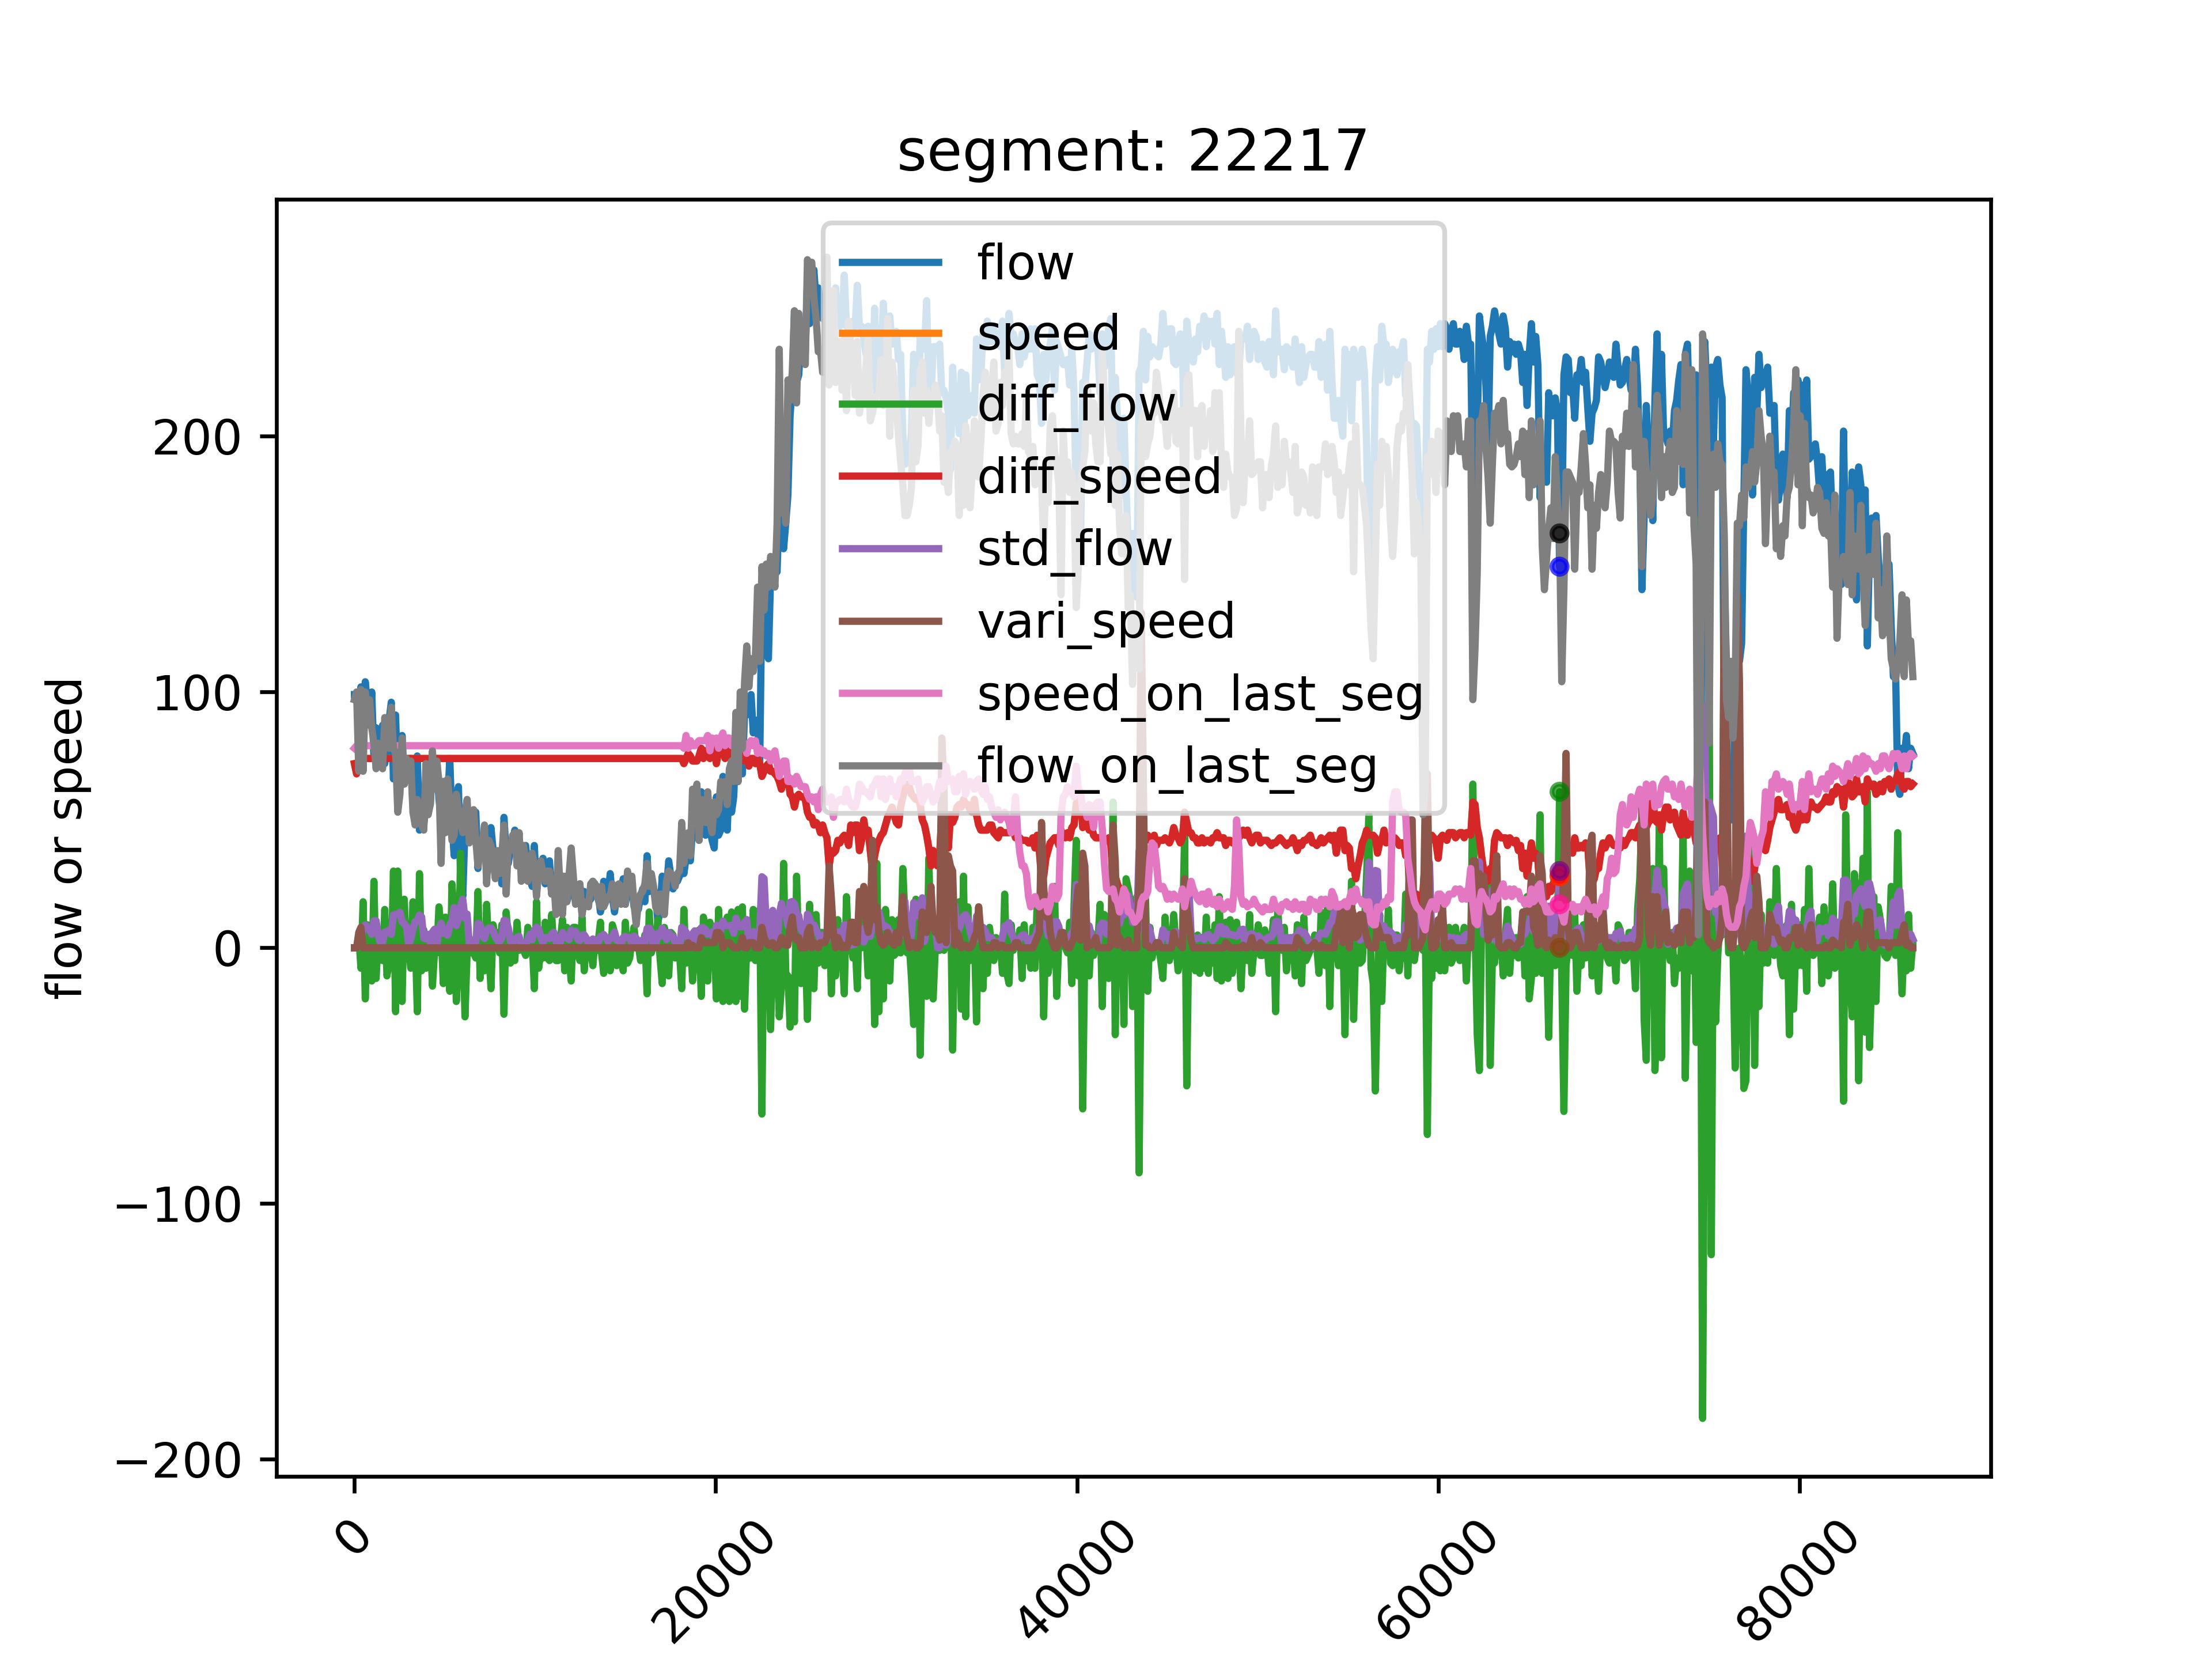 segment: 22217
flow
speed
diff_flow
diff_speed
std_flow
vari_speed
speed_on_last_seg
flow_on_last_seg
flow or speed
200
100
0
−100
−200
0
20000
40000
60000
80000